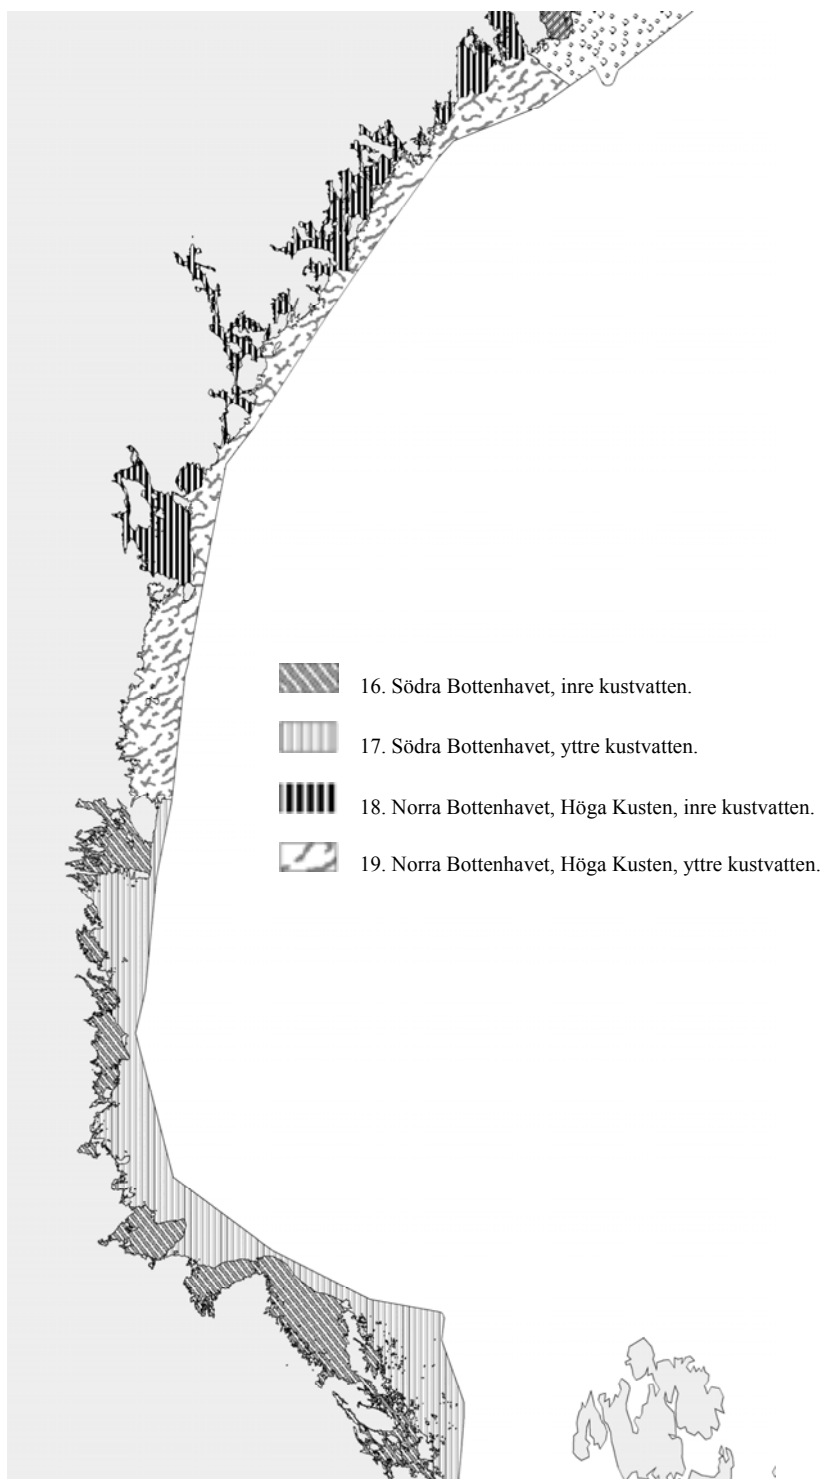 16. Södra Bottenhavet, inre kustvatten.
17. Södra Bottenhavet, yttre kustvatten.
18. Norra Bottenhavet, Höga Kusten, inre kustvatten.
19. Norra Bottenhavet, Höga Kusten, yttre kustvatten.